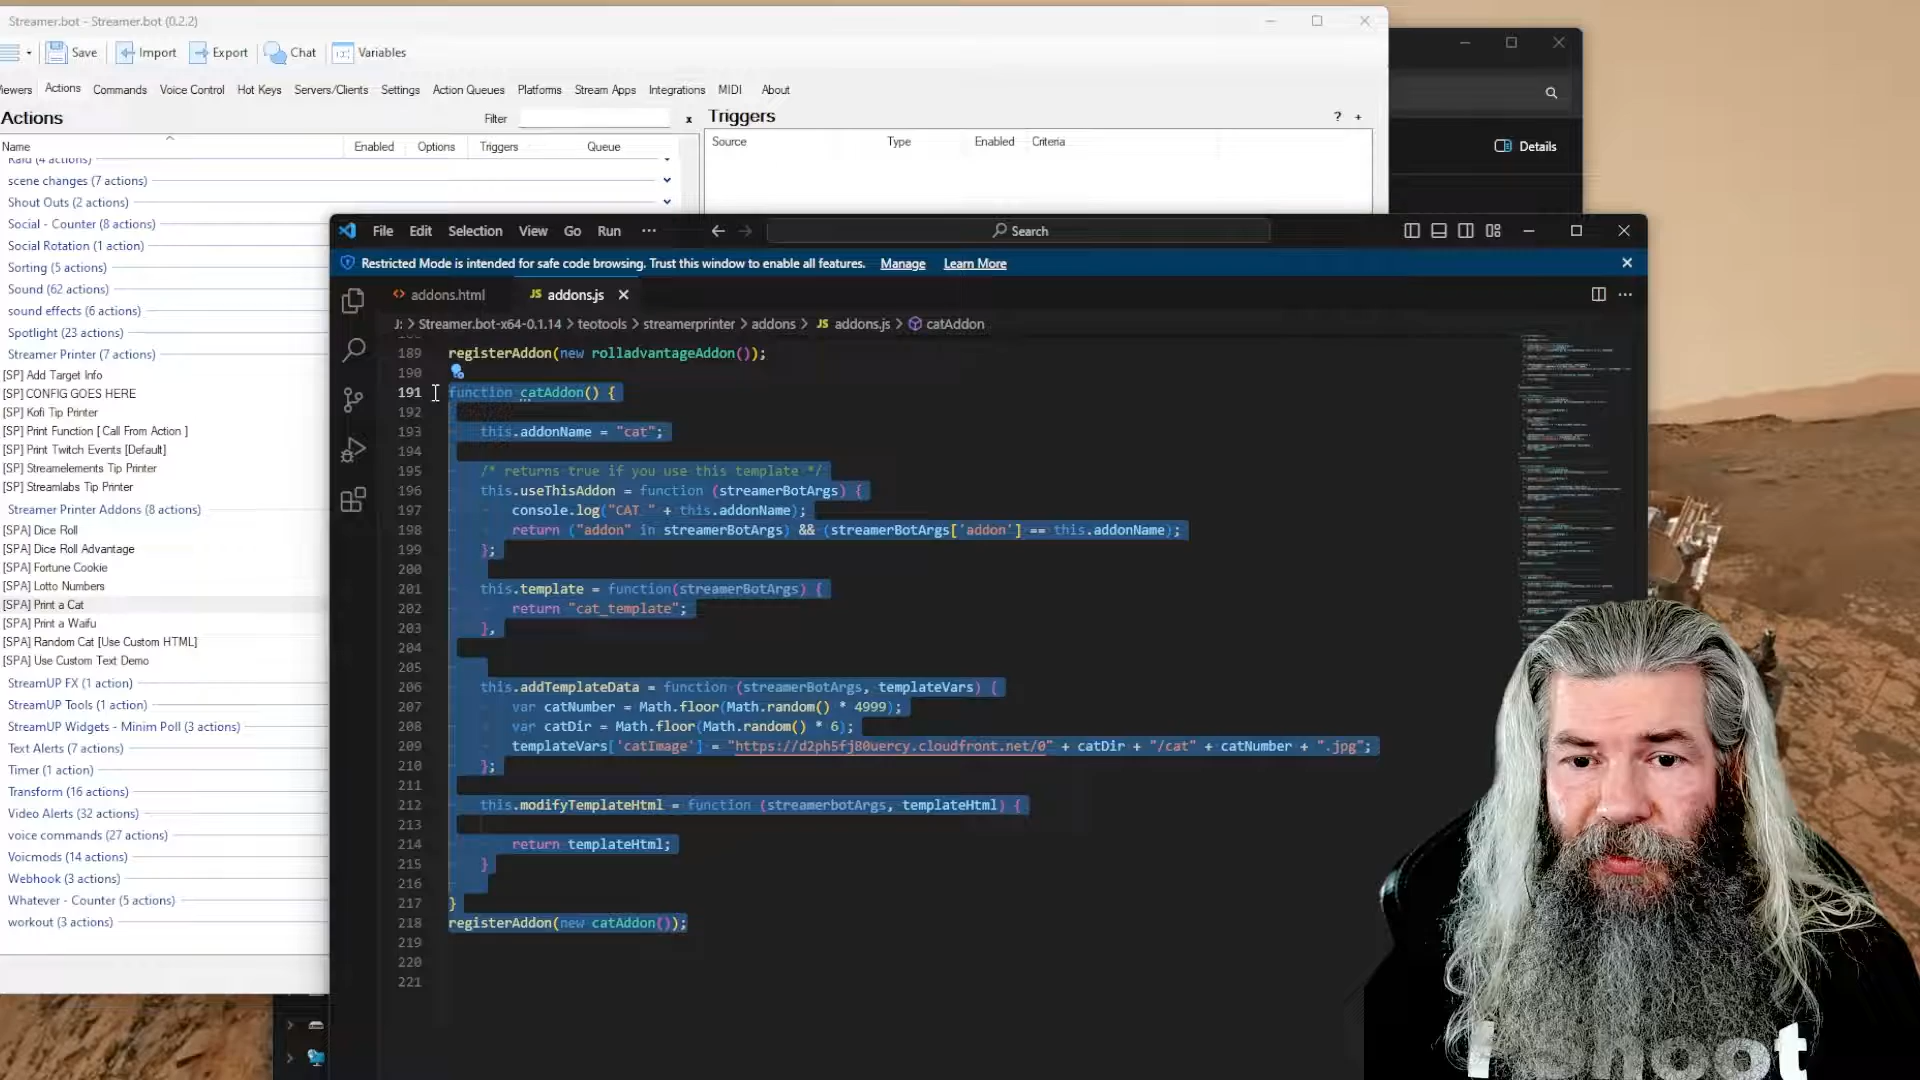 Streamer.bot - Streamer.bot (0.2.2)
Save Import Export Chat Variables
iewers Actions Commands Voice Control Hot Keys Servers/Clients Settings Action Queues Platforms Stream Apps Integrations MIDI About
Actions Filter x Triggers ? +
Name Enabled Options Triggers Queue Source Type Enabled Criteria
Details
Raid (4 actions)
scene changes (7 actions)
Shout Outs (2 actions)
Social - Counter (8 actions)
Social Rotation (1 action)
Sorting (5 actions)
Sound (62 actions)
sound effects (6 actions)
Spotlight (23 actions)
Streamer Printer (7 actions)
[SP] Add Target Info
[SP] CONFIG GOES HERE
[SP] Kofi Tip Printer
[SP] Print Function [ Call From Action ]
[SP] Print Twitch Events [Default]
[SP] Streamelements Tip Printer
[SP] Streamlabs Tip Printer
Streamer Printer Addons (8 actions)
[SPA] Dice Roll
[SPA] Dice Roll Advantage
[SPA] Fortune Cookie
[SPA] Lotto Numbers
[SPA] Print a Cat
[SPA] Print a Waifu
[SPA] Random Cat [Use Custom HTML]
[SPA] Use Custom Text Demo
StreamUP FX (1 action)
StreamUP Tools (1 action)
StreamUP Widgets - Minim Poll (3 actions)
Text Alerts (7 actions)
Timer (1 action)
Transform (16 actions)
Video Alerts (32 actions)
voice commands (27 actions)
Voicmods (14 actions)
Webhook (3 actions)
Whatever - Counter (5 actions)
workout (3 actions)
File Edit Selection View Go Run ··· Search
Restricted Mode is intended for safe code browsing. Trust this window to enable all features. Manage Learn More
addons.html JS addons.js
J: > Streamer.bot-x64-0.1.14 > teotools > streamerprinter > addons > JS addons.js > catAddon
189 registerAddon(new rolladvantageAddon());
190
191 function catAddon() {
192
193 this.addonName = "cat";
194
195 /* returns true if you use this template */
196 this.useThisAddon = function (streamerBotArgs) {
197 console.log("CAT " + this.addonName);
198 return ("addon" in streamerBotArgs) && (streamerBotArgs['addon'] == this.addonName);
199 };
200
201 this.template = function(streamerBotArgs) {
202 return "cat_template";
203 },
204
205
206 this.addTemplateData = function (streamerBotArgs, templateVars) {
207 var catNumber = Math.floor(Math.random() * 4999);
208 var catDir = Math.floor(Math.random() * 6);
209 templateVars['catImage'] = "https://d2ph5fj80uercy.cloudfront.net/0" + catDir + "/cat" + catNumber + ".jpg";
210 };
211
212 this.modifyTemplateHtml = function (streamerbotArgs, templateHtml) {
213
214 return templateHtml;
215 }
216
217 }
218 registerAddon(new catAddon());
219
220
221